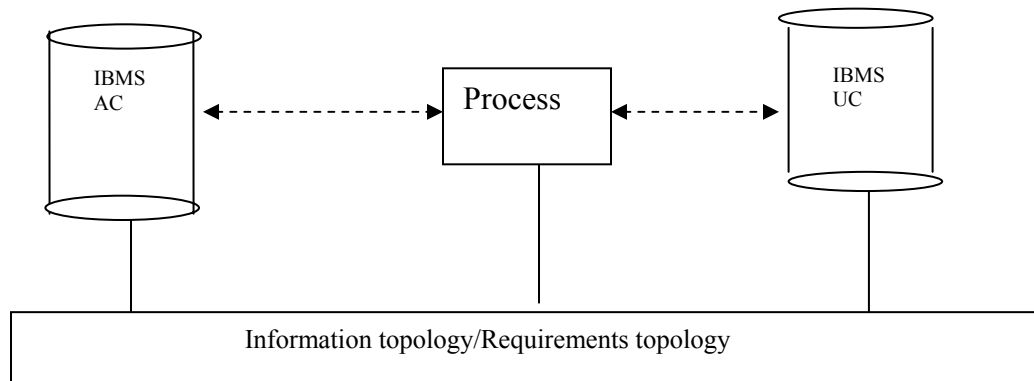 IBMS
AC
Process
IBMS
UC
Information topology/Requirements topology